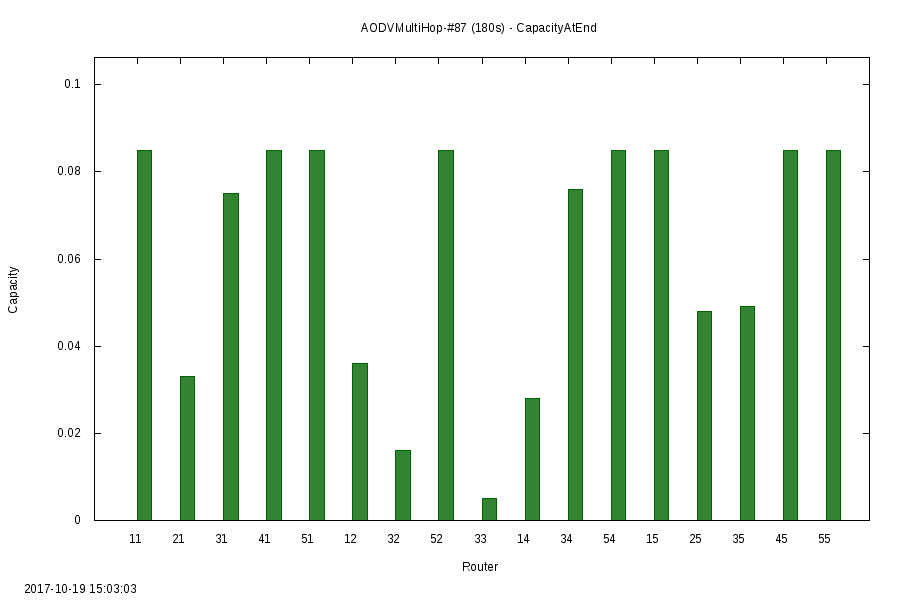 AODVMultiHop-#87 (180s) - CapacityAtEnd
0.1
0.08
0.06
0.04
0.02
0
Capacity
11 21 31 41 51 12 32 52 33 14 34 54 15 25 35 45 55
Router
2017-10-19 15:03:03